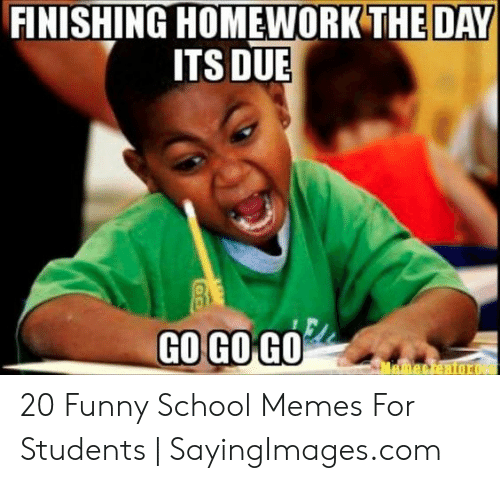 FINISHING HOMEWORK THE DAY
ITS DUE
GO GO GO
20 Funny School Memes For
Students | SayingImages.com